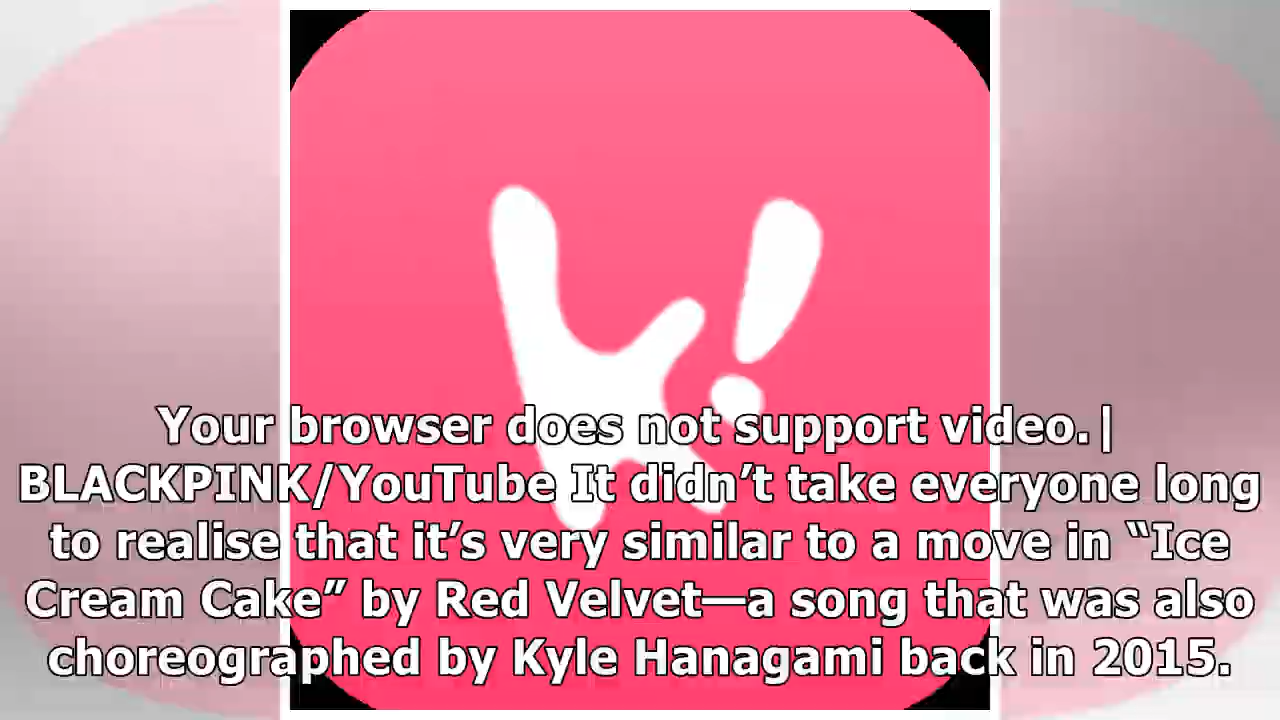 K!
Your browser does not support video. |
BLACKPINK/YouTube It didn’t take everyone long
to realise that it’s very similar to a move in “Ice
Cream Cake” by Red Velvet—a song that was also
choreographed by Kyle Hanagami back in 2015.